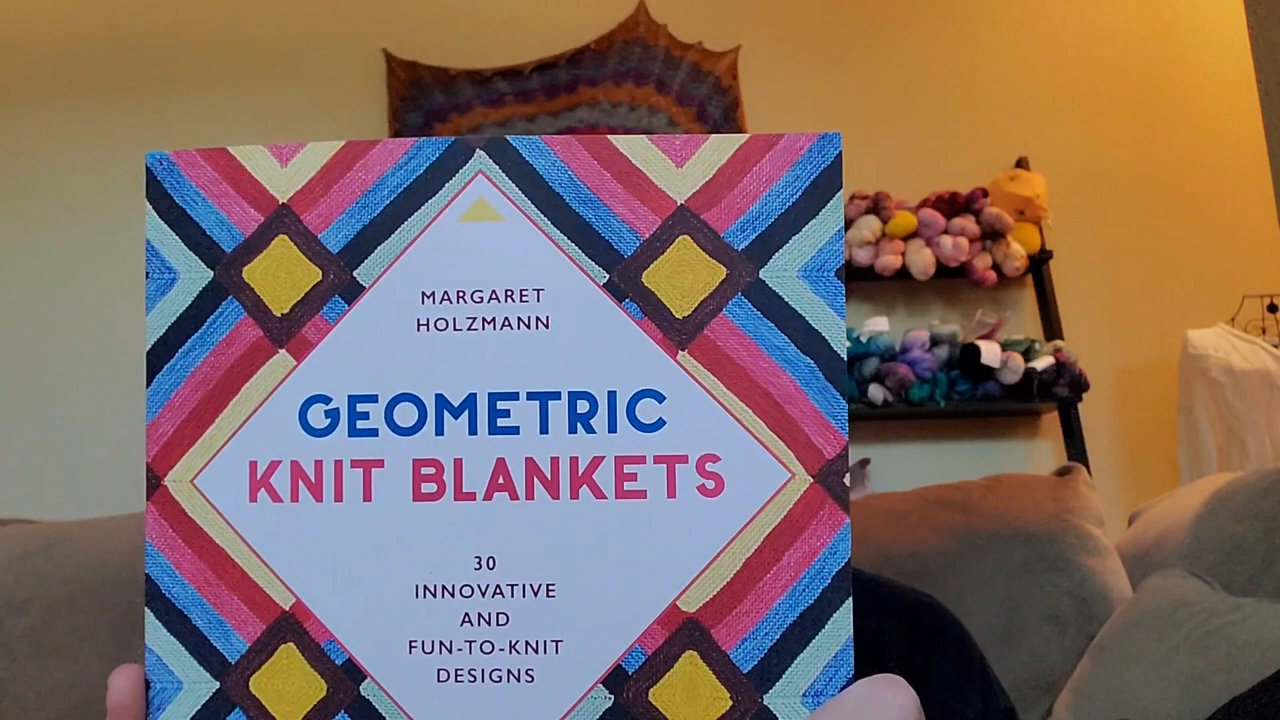 MARGARET
HOLZMANN
GEOMETRIC
KNIT BLANKETS
30
INNOVATIVE
AND
FUN-TO-KNIT
DESIGNS